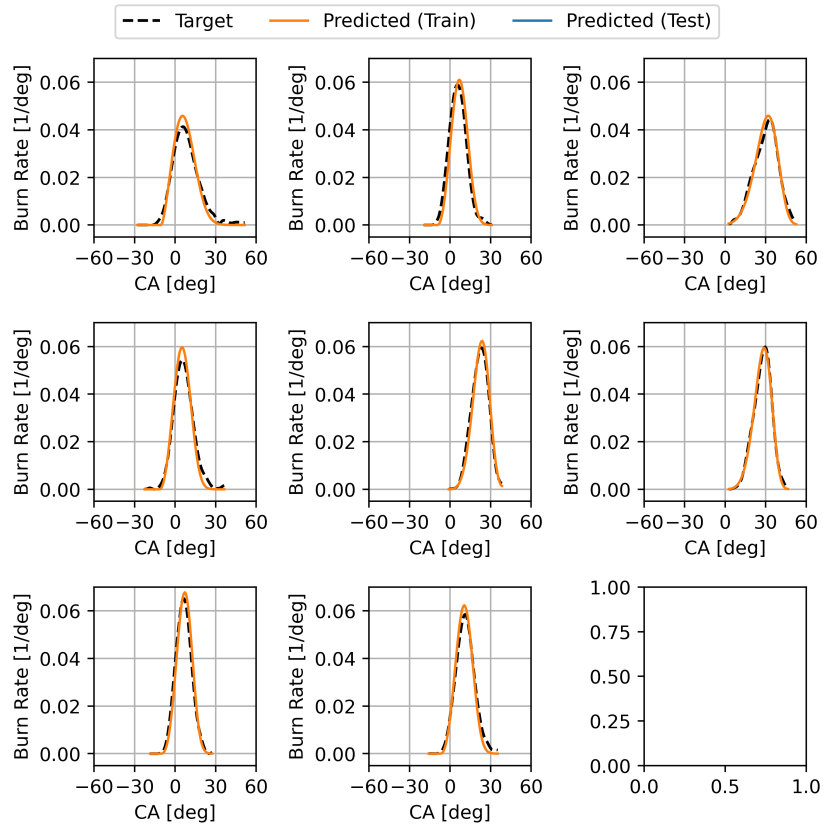 Target Predicted (Train) Predicted (Test)
Burn Rate [1/deg] 0.06 0.04 0.02 0.00 −60 −30 0 30 60 CA [deg]
Burn Rate [1/deg] 0.06 0.04 0.02 0.00 −60 −30 0 30 60 CA [deg]
Burn Rate [1/deg] 0.06 0.04 0.02 0.00 −60 −30 0 30 60 CA [deg]
Burn Rate [1/deg] 0.06 0.04 0.02 0.00 −60 −30 0 30 60 CA [deg]
Burn Rate [1/deg] 0.06 0.04 0.02 0.00 −60 −30 0 30 60 CA [deg]
Burn Rate [1/deg] 0.06 0.04 0.02 0.00 −60 −30 0 30 60 CA [deg]
Burn Rate [1/deg] 0.06 0.04 0.02 0.00 −60 −30 0 30 60 CA [deg]
Burn Rate [1/deg] 0.06 0.04 0.02 0.00 −60 −30 0 30 60 CA [deg]
1.00 0.75 0.50 0.25 0.00 0.0 0.5 1.0